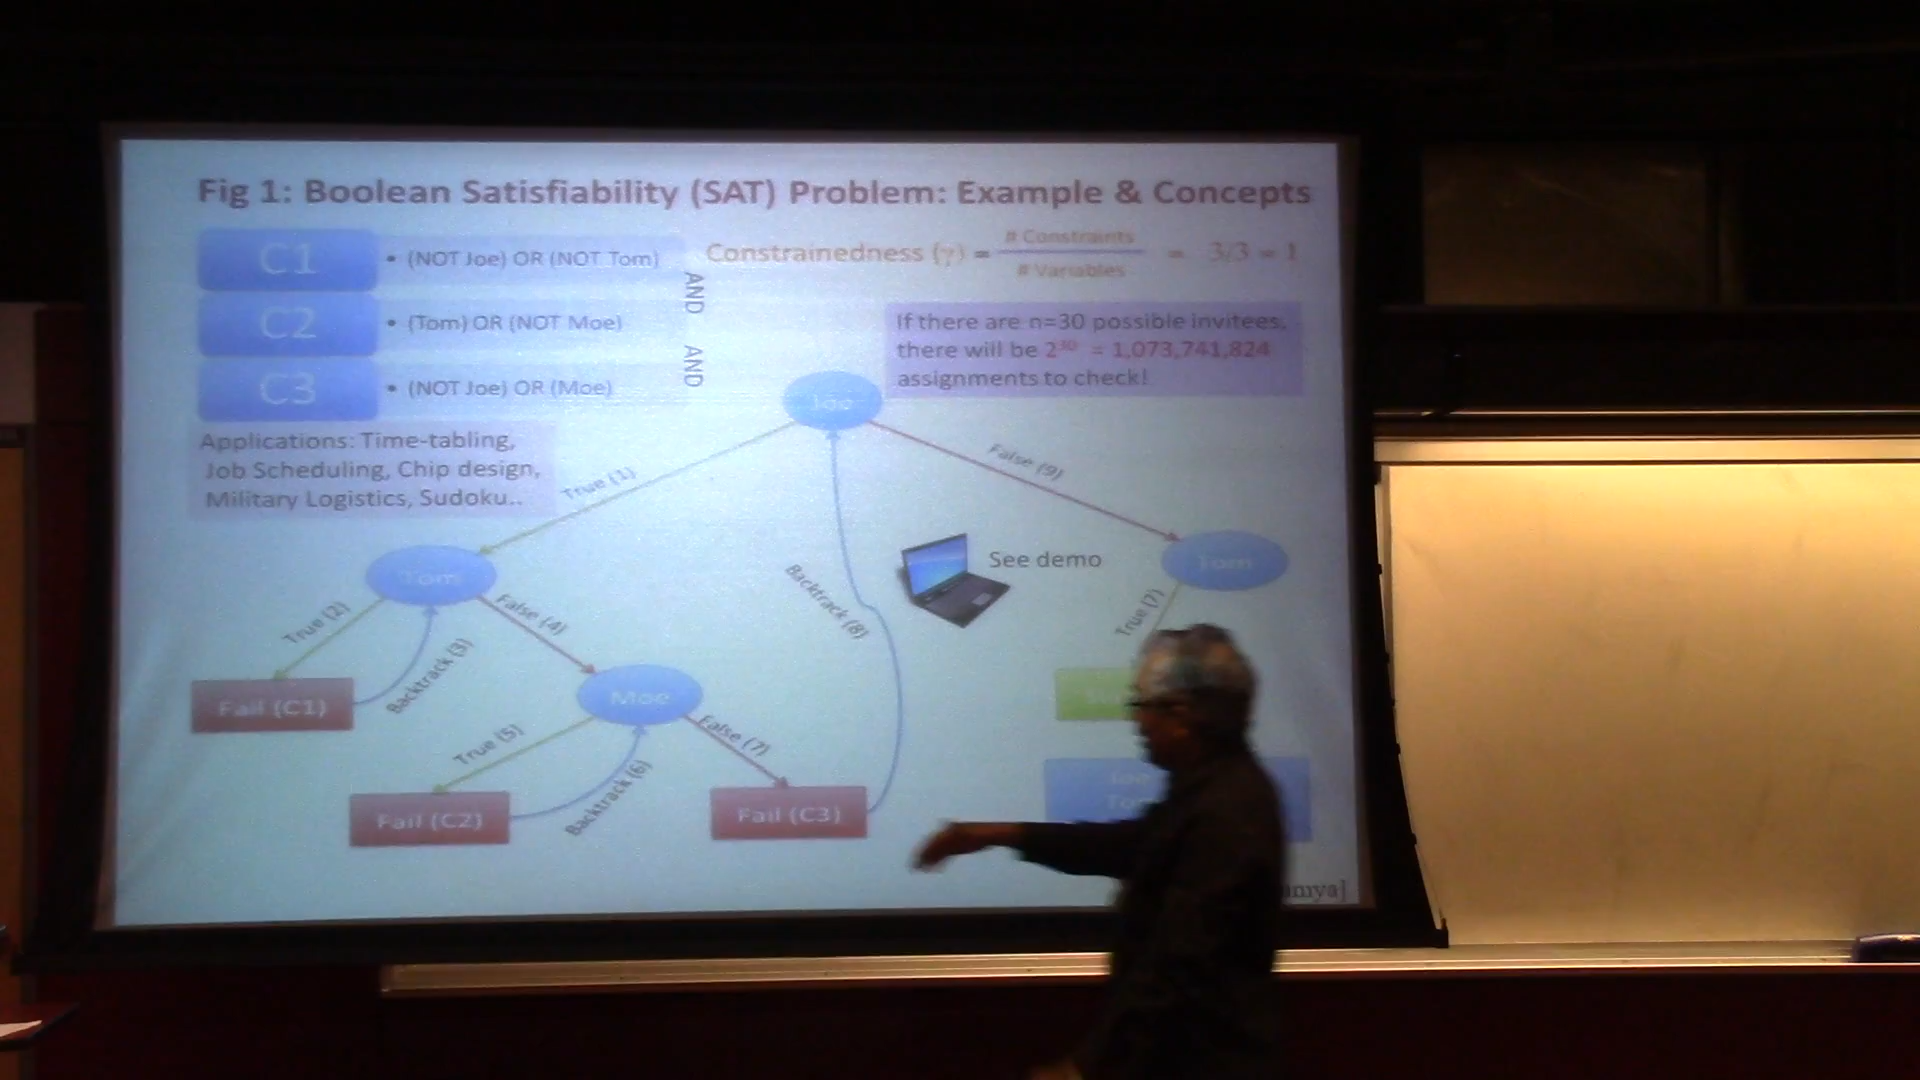 Fig 1: Boolean Satisfiability (SAT) Problem: Example & Concepts
C1
• (NOT Joe) OR (NOT Tom)
AND
C2
• (Tom) OR (NOT Moe)
AND
C3
• (NOT Joe) OR (Moe)
Constrainedness (γ) = # Constraints / # Variables = 3/3 = 1
If there are n=30 possible invitees,
there will be 2³⁰ = 1,073,741,824
assignments to check!
Applications: Time-tabling,
Job Scheduling, Chip design,
Military Logistics, Sudoku..
Joe
True (1)
False (9)
Tom
Tom
See demo
True (2)
Backtrack (3)
False (4)
Backtrack (8)
True (7)
Fail (C1)
Moe
True (5)
Backtrack (6)
False (7)
Fail (C2)
Fail (C3)